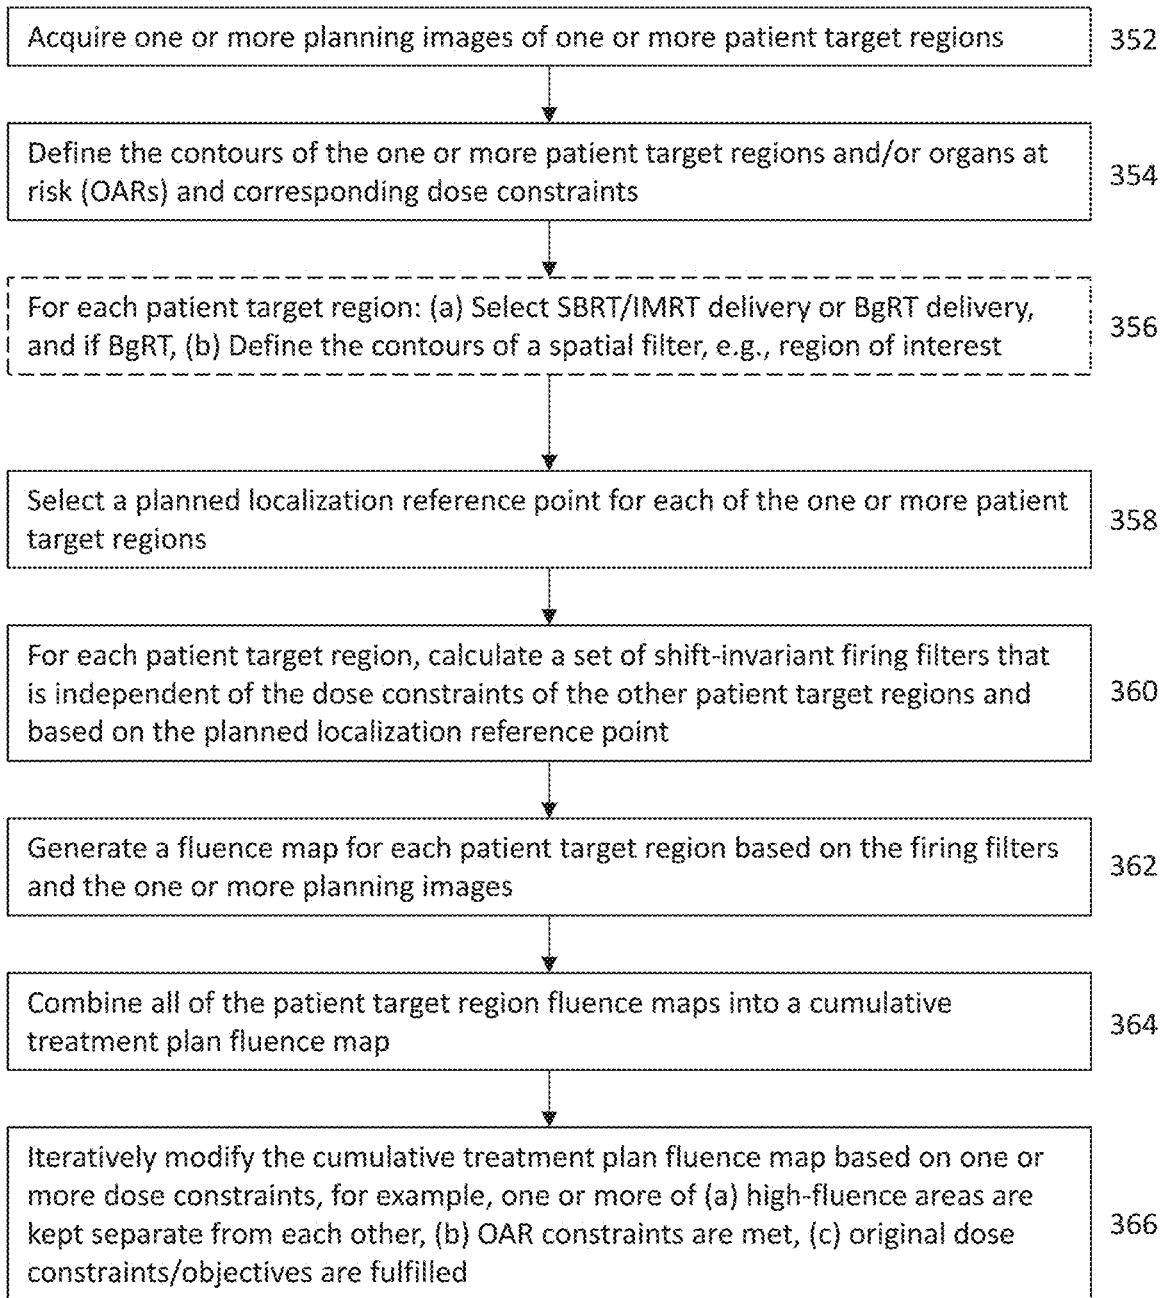 Acquire one or more planning images of one or more patient target regions
352
Define the contours of the one or more patient target regions and/or organs at
risk (OARs) and corresponding dose constraints
354
For each patient target region: (a) Select SBRT/IMRT delivery or BgRT delivery,
and if BgRT, (b) Define the contours of a spatial filter, e.g., region of interest
356
Select a planned localization reference point for each of the one or more patient
target regions
358
For each patient target region, calculate a set of shift-invariant firing filters that
is independent of the dose constraints of the other patient target regions and
based on the planned localization reference point
360
Generate a fluence map for each patient target region based on the firing filters
and the one or more planning images
362
Combine all of the patient target region fluence maps into a cumulative
treatment plan fluence map
364
Iteratively modify the cumulative treatment plan fluence map based on one or
more dose constraints, for example, one or more of (a) high-fluence areas are
kept separate from each other, (b) OAR constraints are met, (c) original dose
constraints/objectives are fulfilled
366